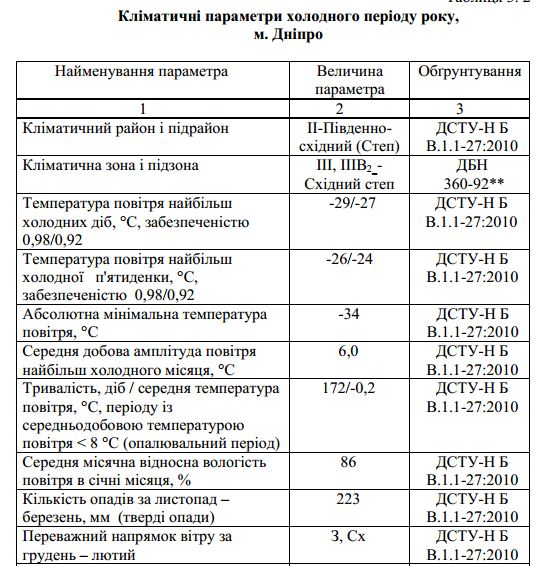 Таблиця 3. 2
Кліматичні параметри холодного періоду року,
м. Дніпро
Найменування параметра Величина параметра Обґрунтування
1 2 3
Кліматичний район і підрайон ІІ-Південно-східний (Степ) ДСТУ-Н Б В.1.1-27:2010
Кліматична зона і підзона ІІІ, ІІІВ₂ - Східний степ ДБН 360-92**
Температура повітря найбільш холодних діб, °С, забезпеченістю 0,98/0,92 -29/-27 ДСТУ-Н Б В.1.1-27:2010
Температура повітря найбільш холодної п'ятиденки, °С, забезпеченістю 0,98/0,92 -26/-24 ДСТУ-Н Б В.1.1-27:2010
Абсолютна мінімальна температура повітря, °С -34 ДСТУ-Н Б В.1.1-27:2010
Середня добова амплітуда повітря найбільш холодного місяця, °С 6,0 ДСТУ-Н Б В.1.1-27:2010
Тривалість, діб / середня температура повітря, °С, періоду із середньодобовою температурою повітря < 8 °С (опалювальний період) 172/-0,2 ДСТУ-Н Б В.1.1-27:2010
Середня місячна відносна вологість повітря в січні місяця, % 86 ДСТУ-Н Б В.1.1-27:2010
Кількість опадів за листопад – березень, мм (тверді опади) 223 ДСТУ-Н Б В.1.1-27:2010
Переважний напрямок вітру за грудень – лютий З, Сх ДСТУ-Н Б В.1.1-27:2010